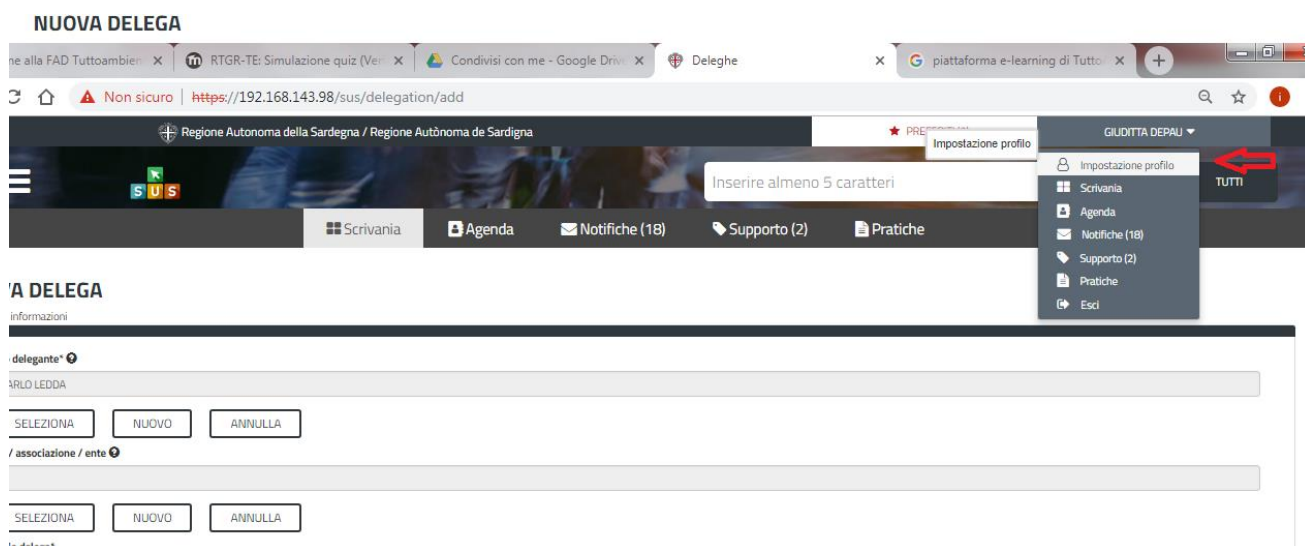 NUOVA DELEGA
ne alla FAD Tuttoambien
RTGR-TE: Simulazione quiz (Ver
Condivisi con me - Google Drive
Deleghe
piattaforma e-learning di Tutto
Non sicuro | https://192.168.143.98/sus/delegation/add
Regione Autonoma della Sardegna / Regione Autònoma de Sardigna
GIUDITTA DEPAU
Impostazione profilo
SUS
Inserire almeno 5 caratteri
TUTTI
Impostazione profilo
Scrivania
Agenda
Notifiche (18)
Supporto (2)
Pratiche
Esci
Scrivania
Agenda
Notifiche (18)
Supporto (2)
Pratiche
'A DELEGA
informazioni
delegante*
ARLO LEDDA
SELEZIONA NUOVO ANNULLA
/ associazione / ente
SELEZIONA NUOVO ANNULLA